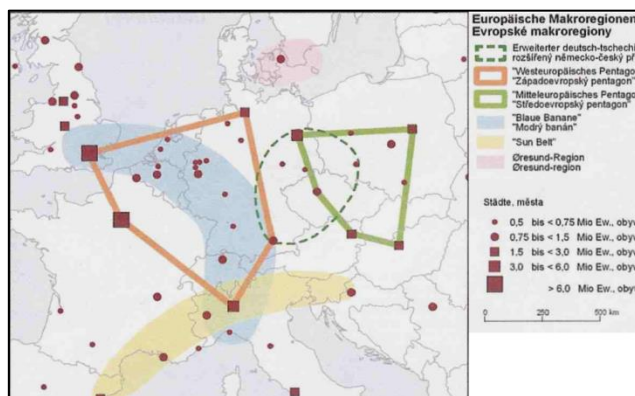 Europäische Makroregionen
Evropské makroregiony
Erweiterter deutsch-tschechi
rozšířený německo-český př
"Westeuropäisches Pentago
"Západoevropský pentagon"
"Mitteleuropäisches Pentago
"Středoevropský pentagon"
"Blaue Banane"
"Modrý banán"
"Sun Belt"
Øresund-Region
Øresund-region
Städte, města
0,5 bis < 0,75 Mio Ew., obyv
0,75 bis < 1,5 Mio Ew., obyv
1,5 bis < 3,0 Mio Ew., obyv
3,0 bis < 6,0 Mio Ew., obyv
> 6,0 Mio Ew., obyv
0 250 500 km